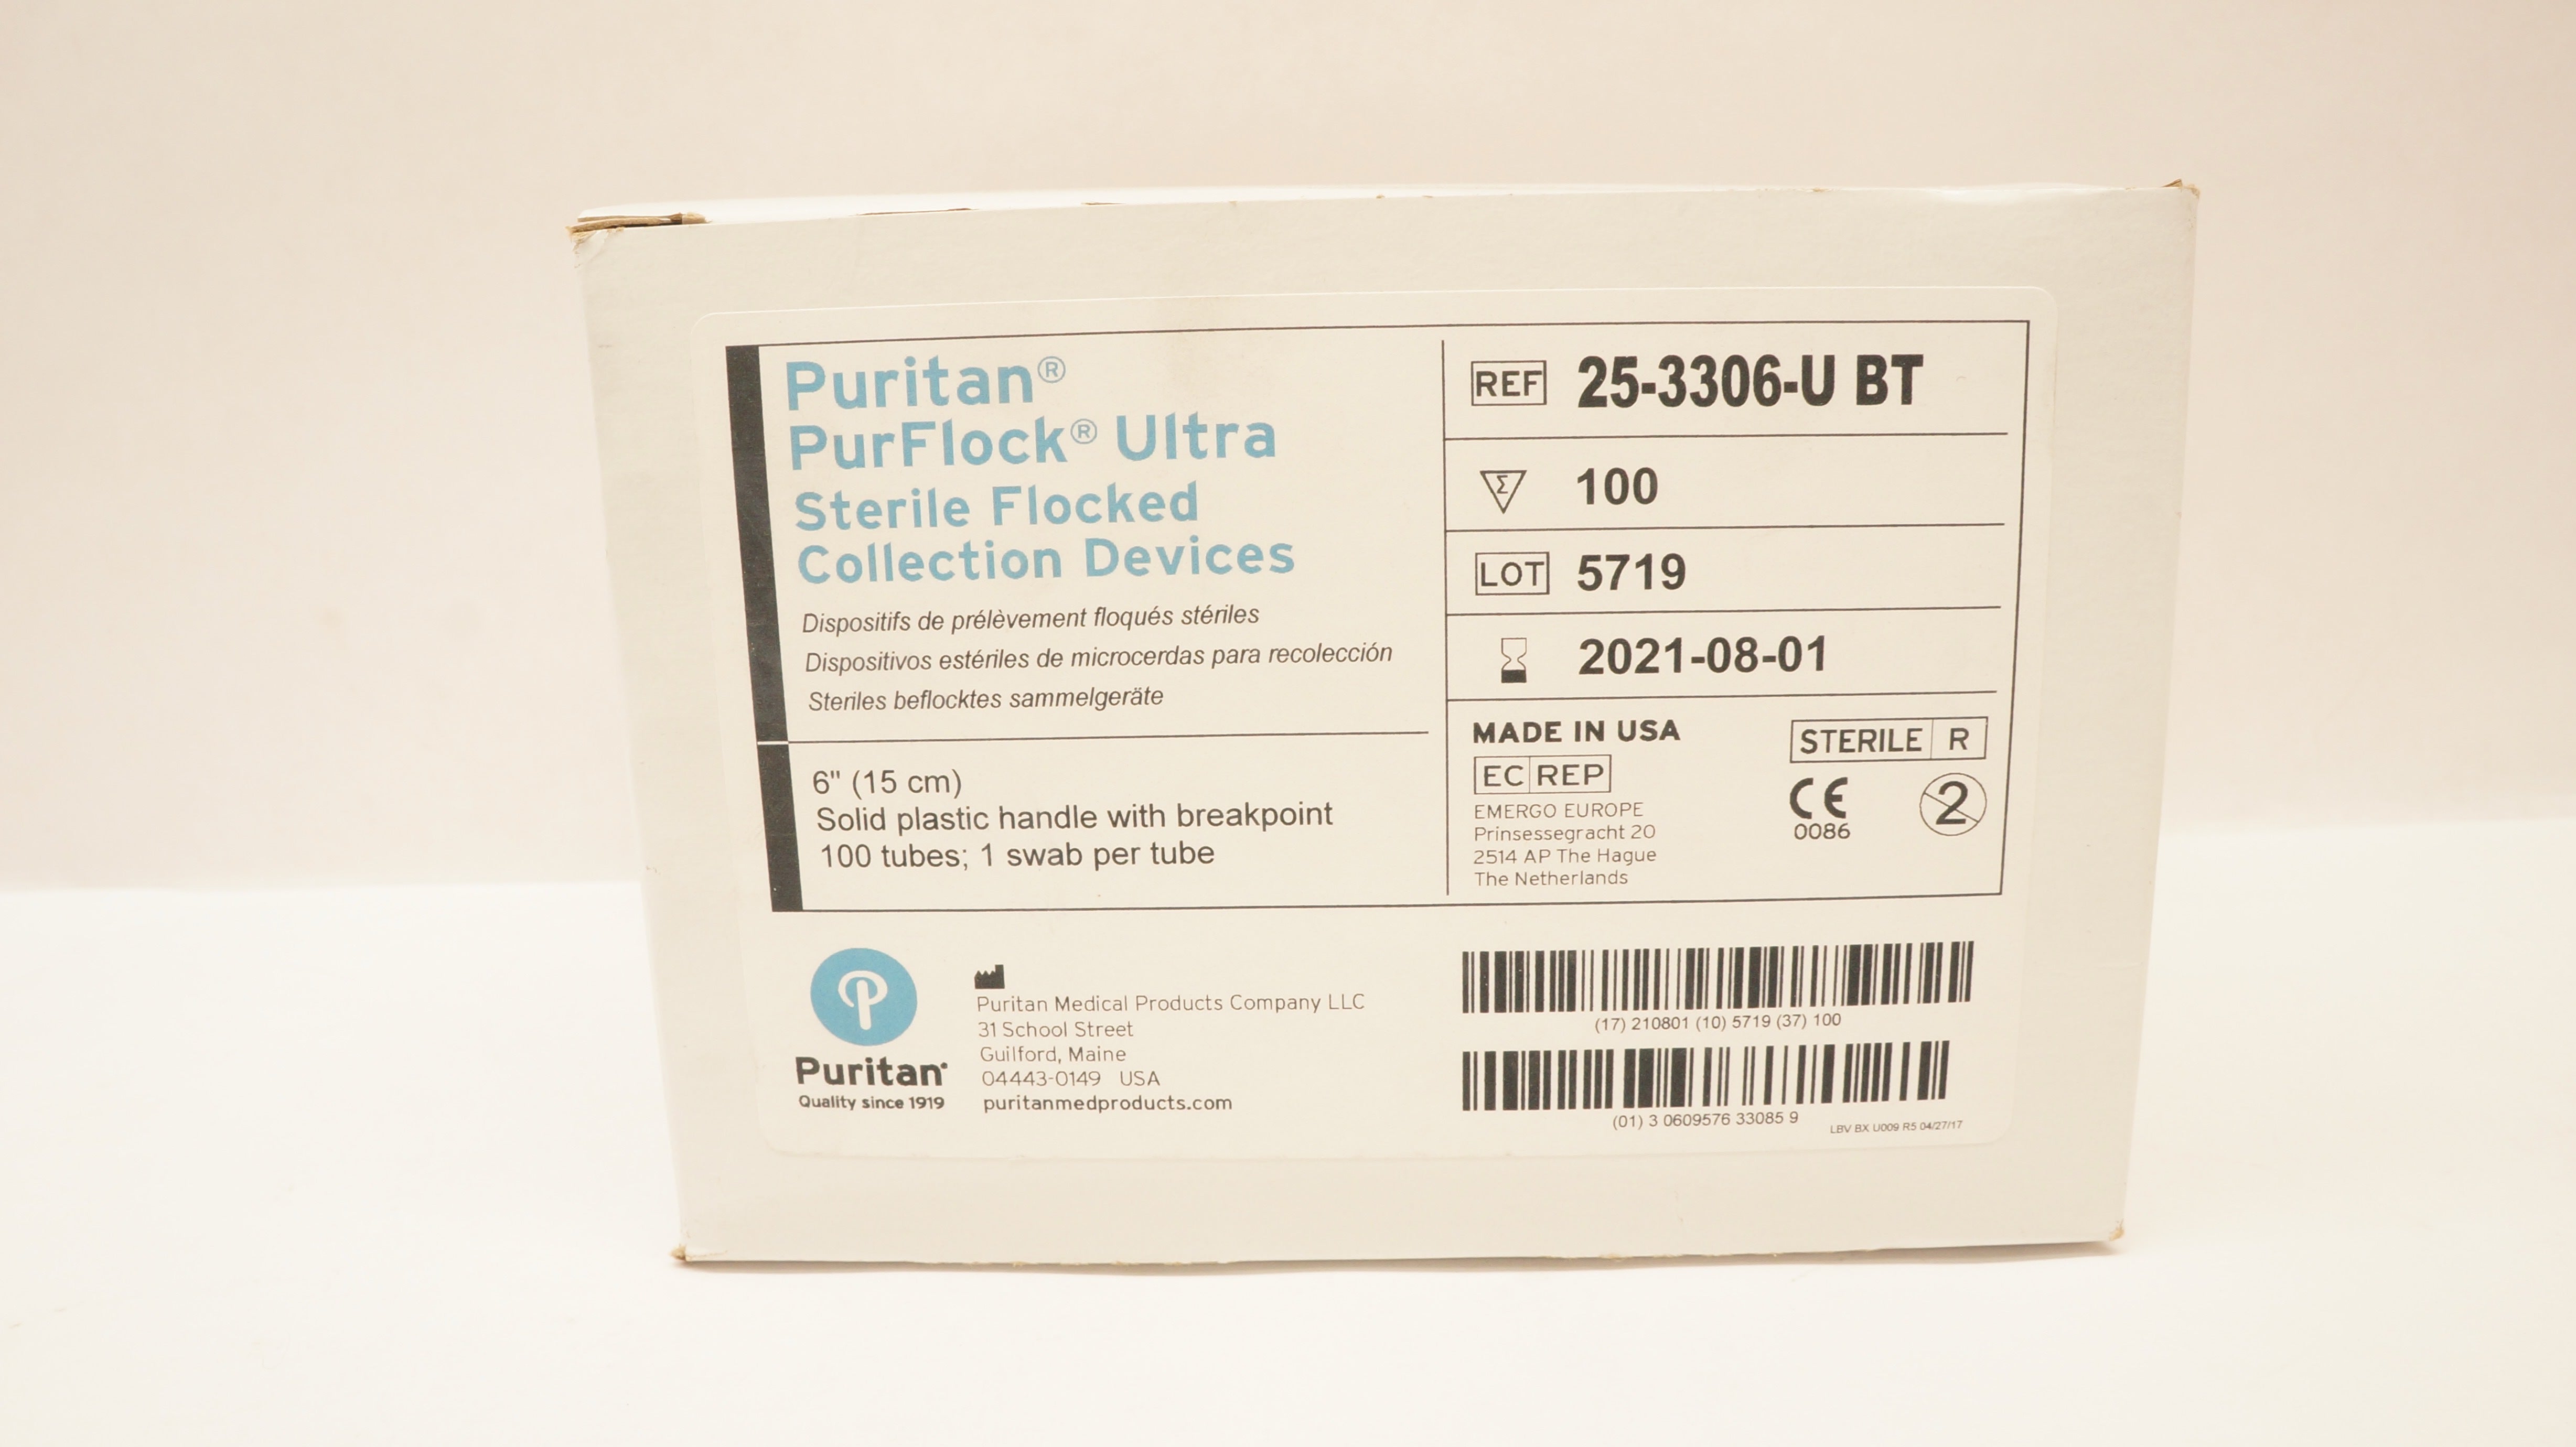 Puritan®
PurFlock® Ultra
Sterile Flocked
Collection Devices
Dispositifs de prélèvement floqués stériles
Dispositivos estériles de microcerdas para recolección
Steriles beflocktes sammelgeräte
6" (15 cm)
Solid plastic handle with breakpoint
100 tubes; 1 swab per tube
REF 25-3306-U BT
Σ 100
LOT 5719
2021-08-01
MADE IN USA
STERILE R
EC REP
EMERGO EUROPE
Prinsessegracht 20
2514 AP The Hague
The Netherlands
CE
0086
2
Puritan
Quality since 1919
Puritan Medical Products Company LLC
31 School Street
Guilford, Maine
04443-0149 USA
puritanmedproducts.com
(17) 210801 (10) 5719 (37) 100
(01) 3 0609576 33085 9
LBV BX U009 R5 04/27/17